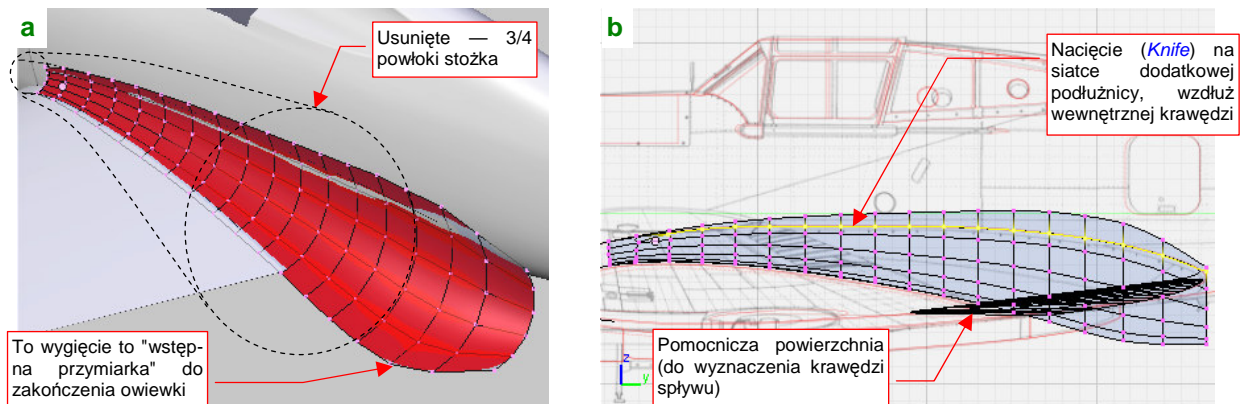 a
Usunięte — 3/4
powłoki stożka
To wygięcie to "wstęp-
na przymiarka" do
zakończenia owiewki
b
Nacięcie (Knife) na
siatce dodatkowej
podłużnicy, wzdłuż
wewnętrznej krawędzi
Pomocnicza powierzchnia
(do wyznaczenia krawędzi
spływu)
z
y